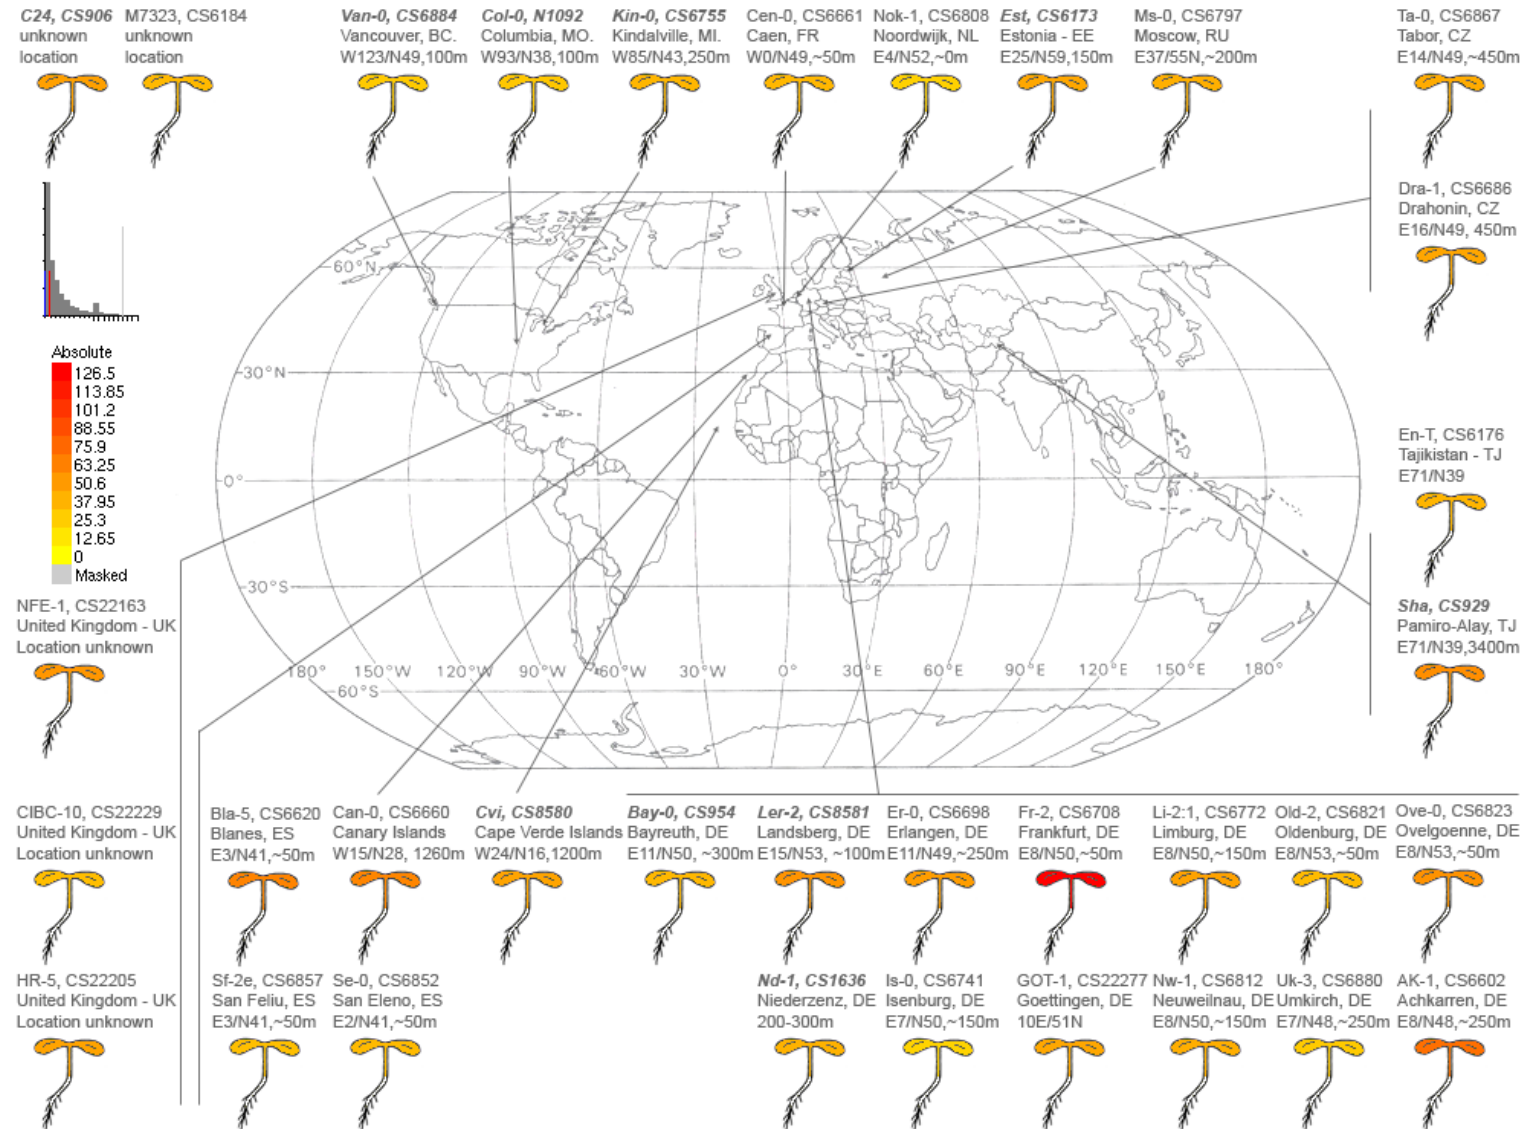 C24, CS906
unknown
location
M7323, CS6184
unknown
location
Van-0, CS6884
Vancouver, BC.
W123/N49,100m
Col-0, N1092
Columbia, MO.
W93/N38,100m
Kin-0, CS6755
Kindalville, MI.
W85/N43,250m
Cen-0, CS6661
Caen, FR
W0/N49,~50m
Nok-1, CS6808
Noordwijk, NL
E4/N52,~0m
Est, CS6173
Estonia - EE
E25/N59,150m
Ms-0, CS6797
Moscow, RU
E37/55N,~200m
Ta-0, CS6867
Tabor, CZ
E14/N49,~450m
Dra-1, CS6686
Drahonin, CZ
E16/N49, 450m
60°N
30°N
0°
30°S
60°S
180°
150°W
120°W
90°W
60°W
30°W
0°
30°E
60°E
90°E
120°E
150°E
180°
Absolute
126.5
113.85
101.2
88.55
75.9
63.25
50.6
37.95
25.3
12.65
0
Masked
En-T, CS6176
Tajikistan - TJ
E71/N39
Sha, CS929
Pamiro-Alay, TJ
E71/N39,3400m
NFE-1, CS22163
United Kingdom - UK
Location unknown
CIBC-10, CS22229
United Kingdom - UK
Location unknown
Bla-5, CS6620
Blanes, ES
E3/N41,~50m
Can-0, CS6660
Canary Islands
W15/N28, 1260m
Cvi, CS8580
Cape Verde Islands
W24/N16,1200m
Bay-0, CS954
Bayreuth, DE
E11/N50, ~300m
Ler-2, CS8581
Landsberg, DE
E15/N53, ~100m
Er-0, CS6698
Erlangen, DE
E11/N49,~250m
Fr-2, CS6708
Frankfurt, DE
E8/N50,~50m
Li-2:1, CS6772
Limburg, DE
E8/N50,~150m
Old-2, CS6821
Oldenburg, DE
E8/N53,~50m
Ove-0, CS6823
Ovelgoenne, DE
E8/N53,~50m
HR-5, CS22205
United Kingdom - UK
Location unknown
Sf-2e, CS6857
San Feliu, ES
E3/N41,~50m
Se-0, CS6852
San Eleno, ES
E2/N41,~50m
Nd-1, CS1636
Niederzenz, DE
200-300m
Is-0, CS6741
Isenburg, DE
E7/N50,~150m
GOT-1, CS22277
Goettingen, DE
10E/51N
Nw-1, CS6812
Neuweilnau, DE
E8/N50,~150m
Uk-3, CS6880
Umkirch, DE
E7/N48,~250m
AK-1, CS6602
Achkarren, DE
E8/N48,~250m